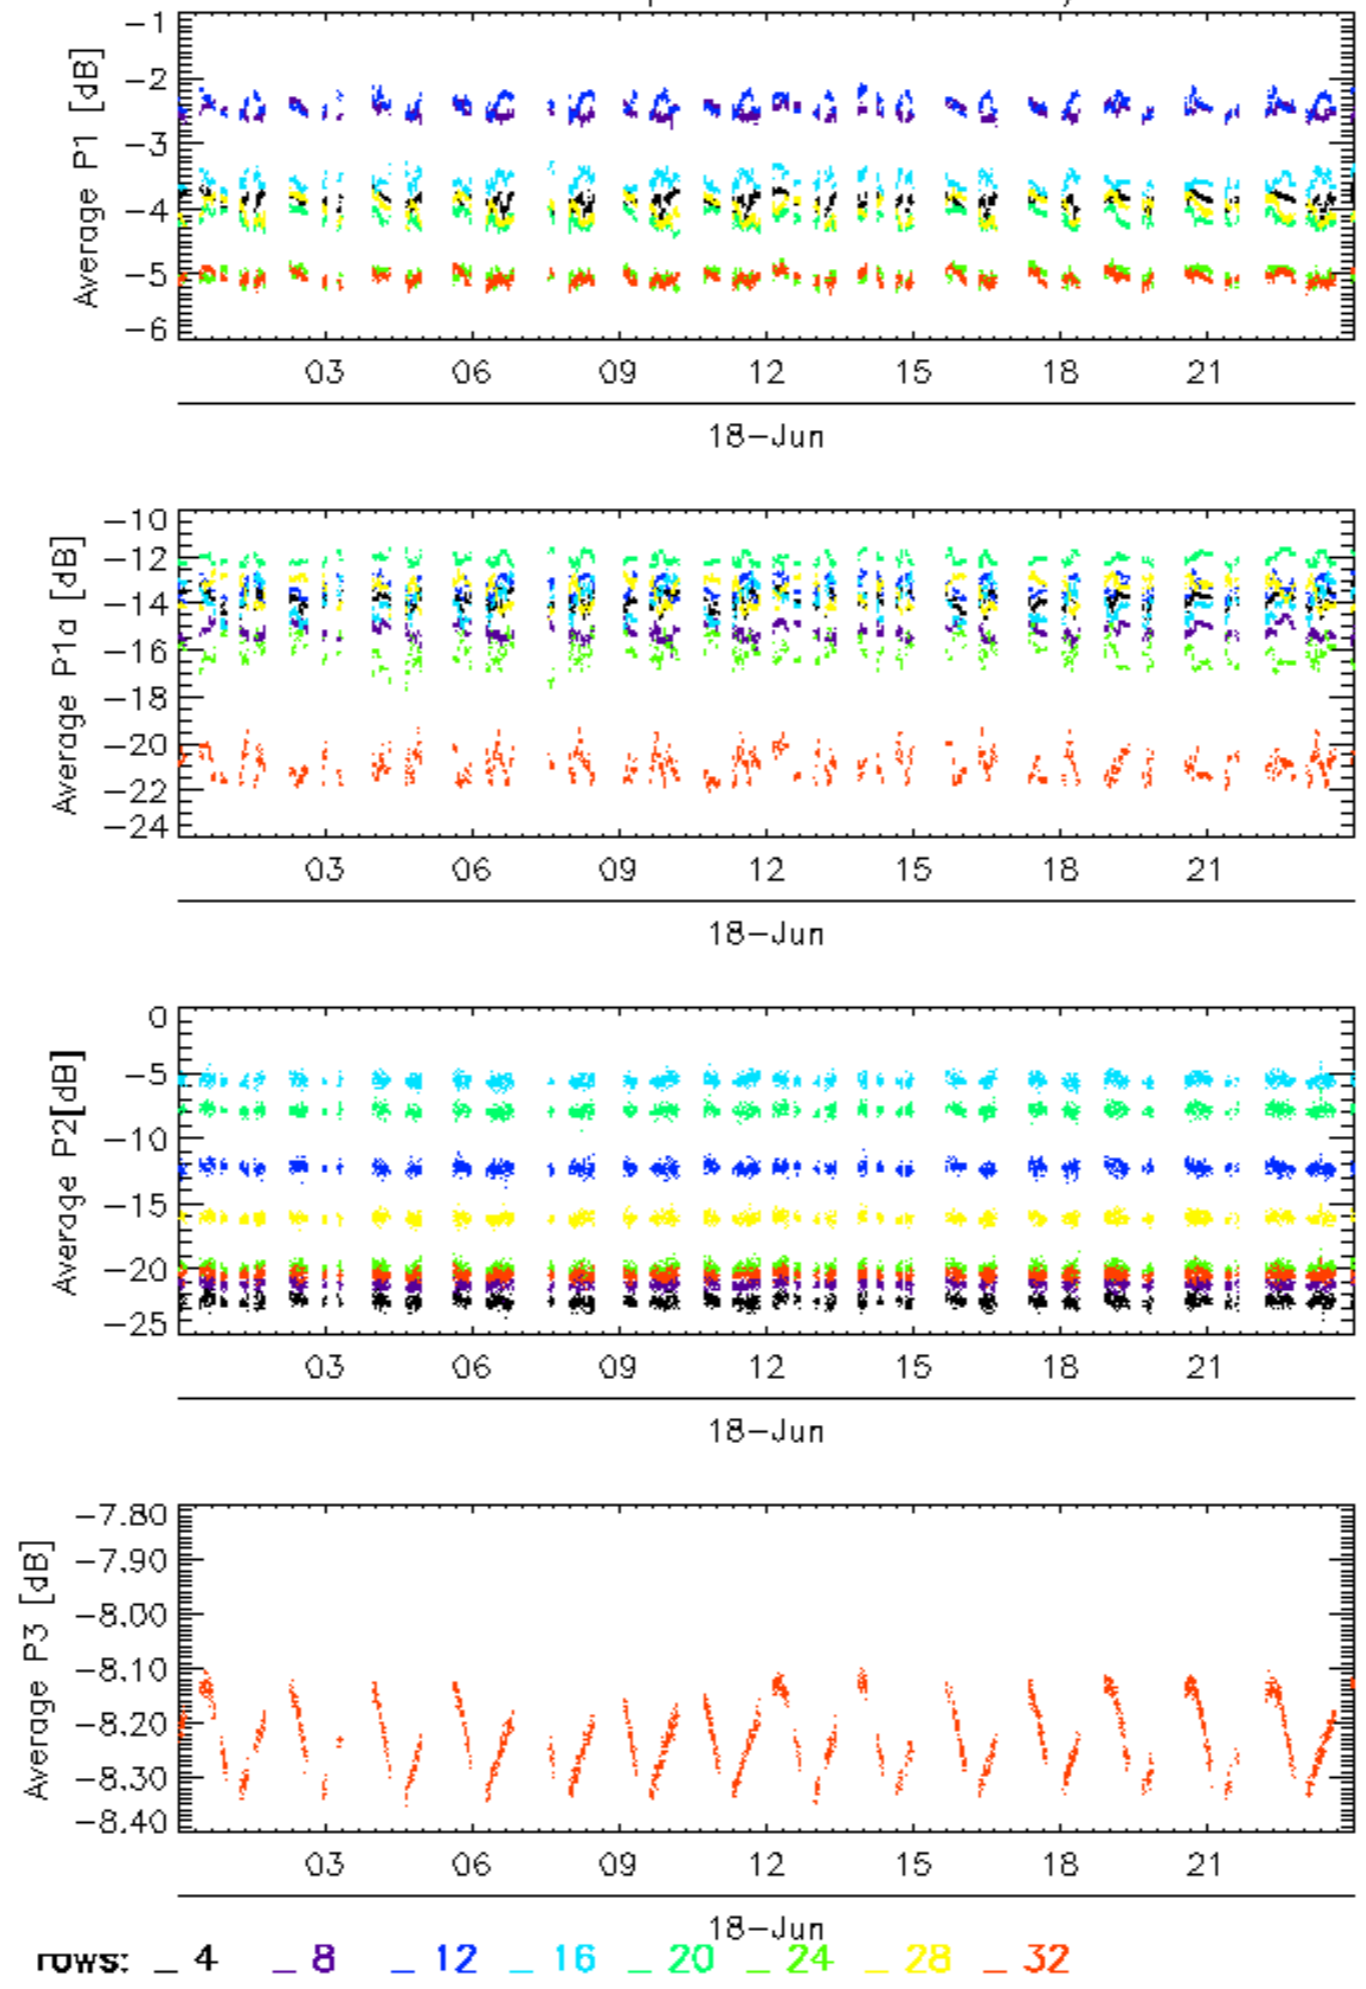 Average P1 [dB]
-1
-2
-3
-4
-5
-6
03 06 09 12 15 18 21
18-Jun
Average P1a [dB]
-10
-12
-14
-16
-18
-20
-22
-24
03 06 09 12 15 18 21
18-Jun
Average P2[dB]
0
-5
-10
-15
-20
-25
03 06 09 12 15 18 21
18-Jun
Average P3 [dB]
-7.80
-7.90
-8.00
-8.10
-8.20
-8.30
-8.40
03 06 09 12 15 18 21
18-Jun
rows: _ 4 _ 8 _ 12 _ 16 _ 20 _ 24 _ 28 _ 32